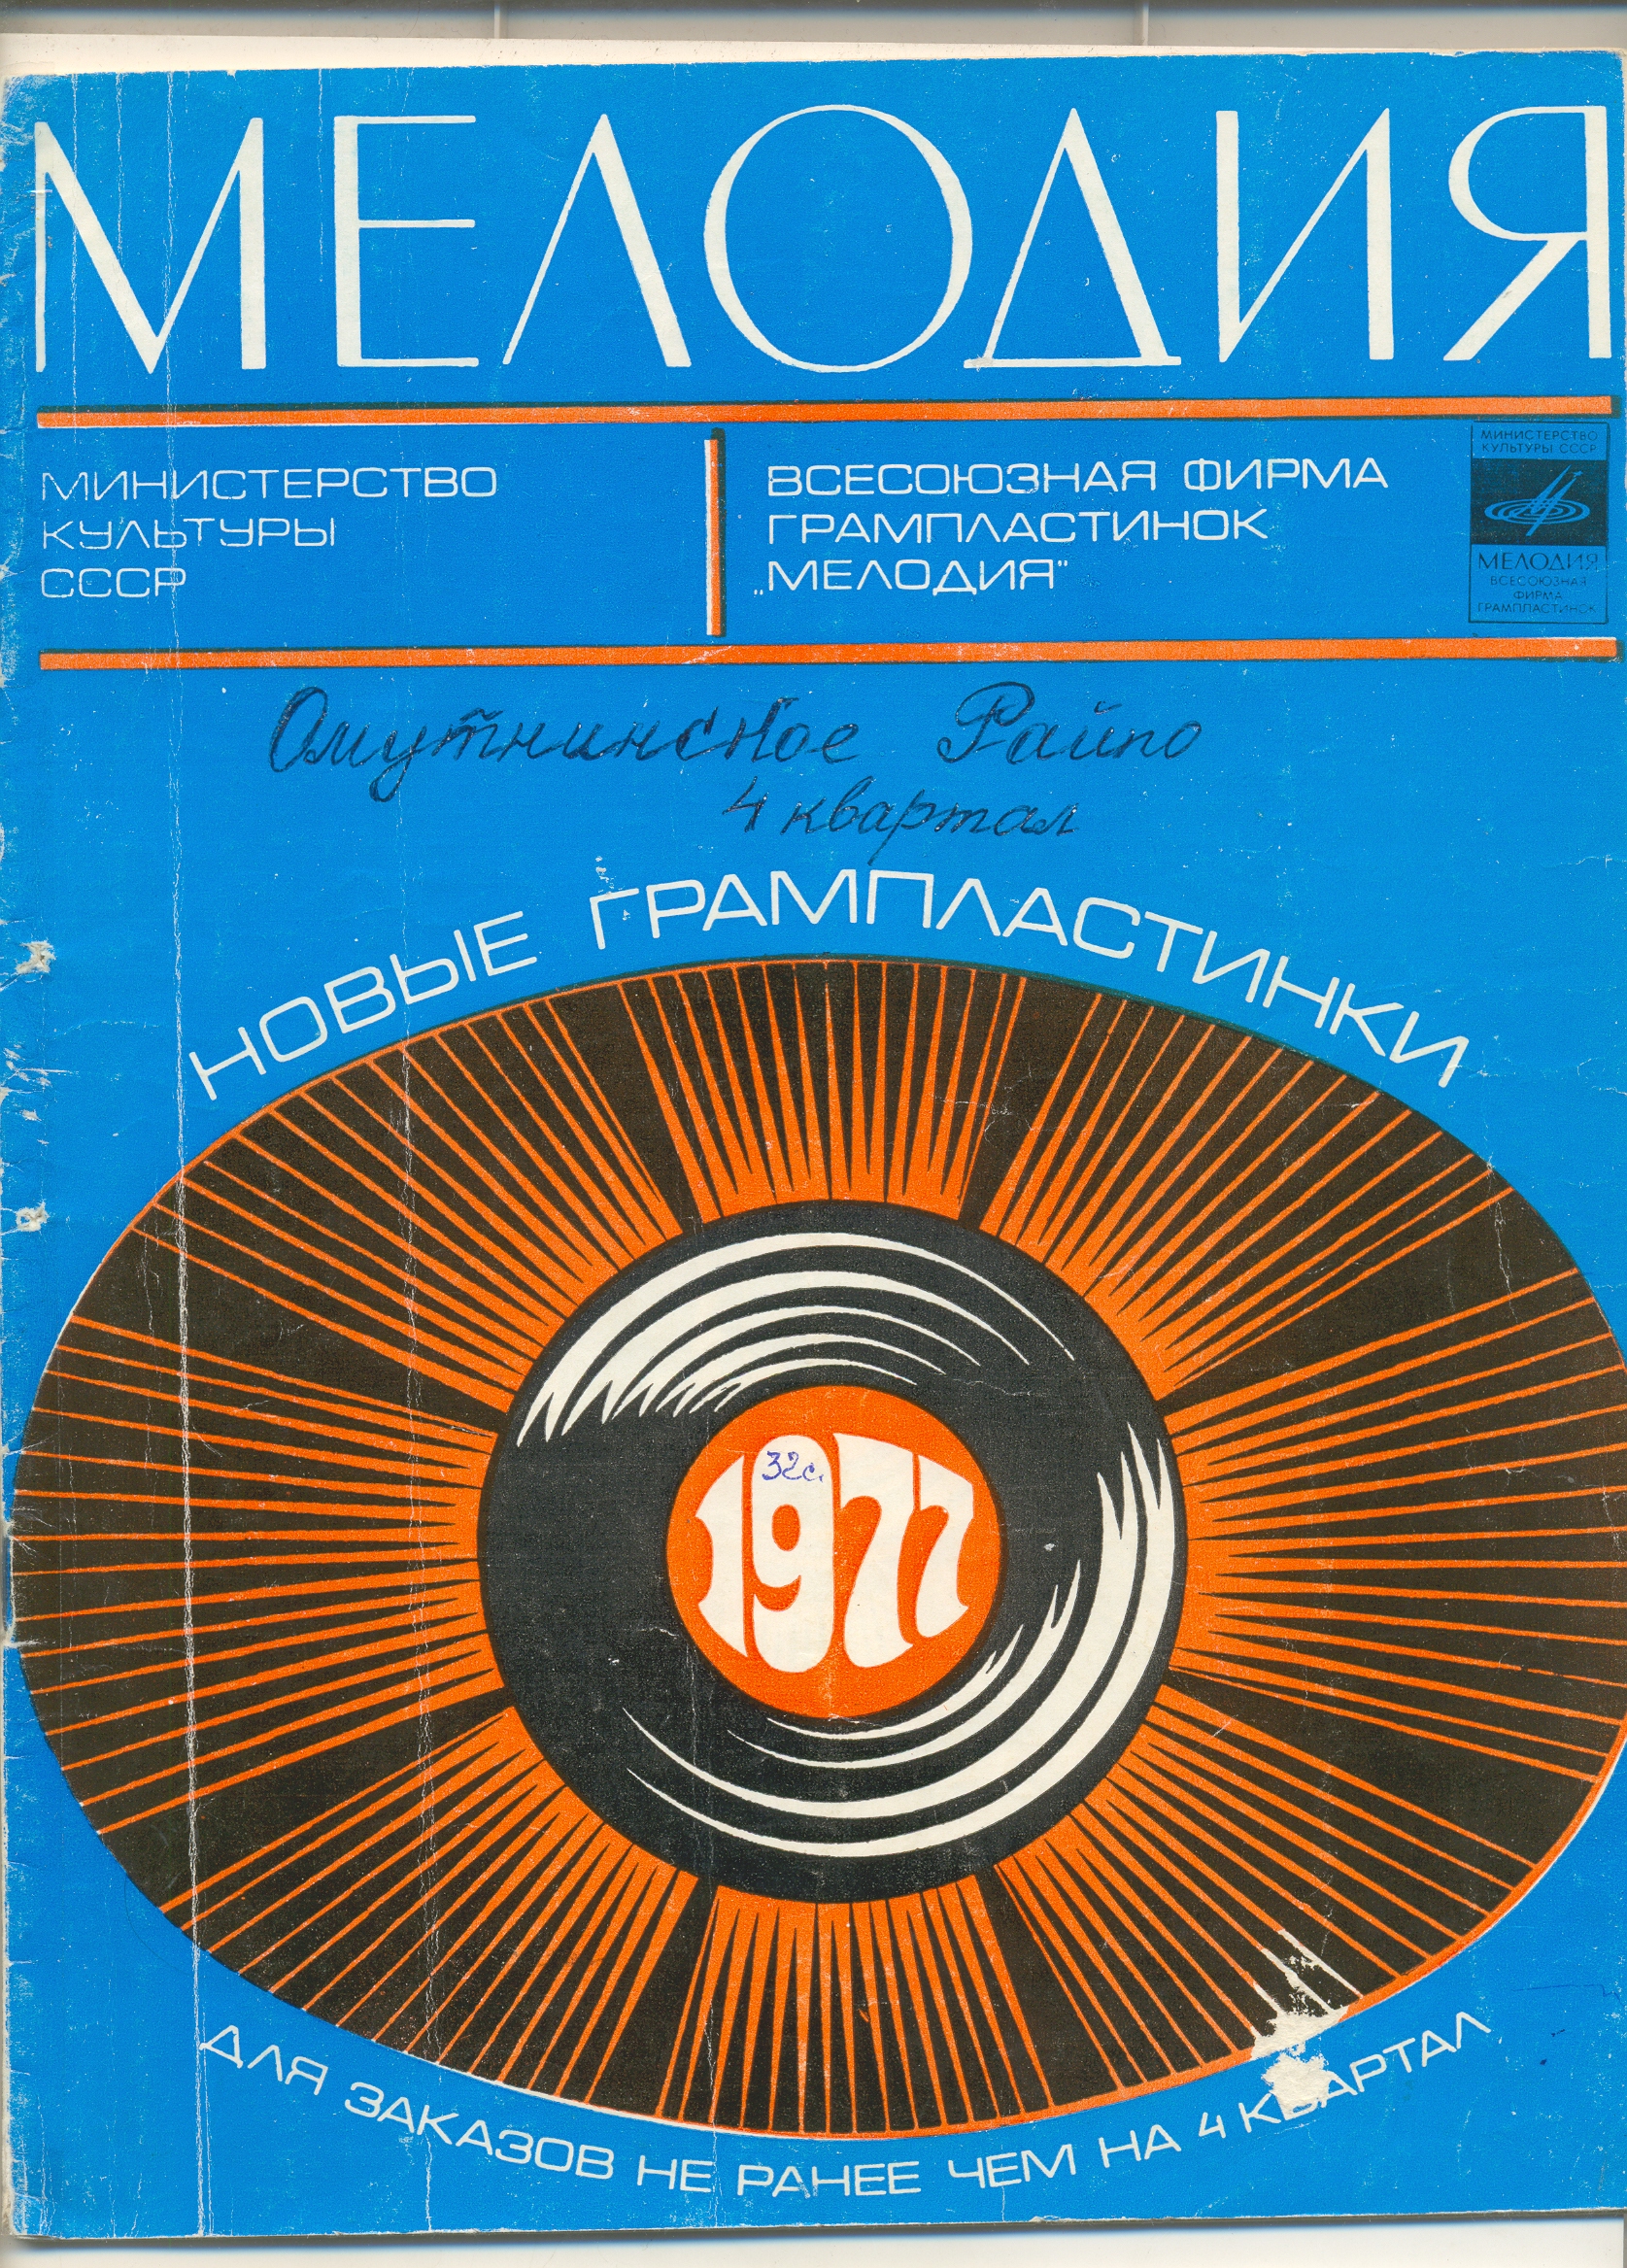 МЕЛОДИЯ
МИНИСТЕРСТВО
КУЛЬТУРЫ
СССР
ВСЕСОЮЗНАЯ ФИРМА
ГРАМПЛАСТИНОК
„МЕЛОДИЯ"
МИНИСТЕРСТВО
КУЛЬТУРЫ СССР
МЕЛОДИЯ
ВСЕСОЮЗНАЯ
ФИРМА
ГРАМПЛАСТИНОК
Омутнинское Райпо
4 квартал
НОВЫЕ ГРАМПЛАСТИНКИ
32с.
1977
ДЛЯ ЗАКАЗОВ НЕ РАНЕЕ ЧЕМ НА 4 КВАРТАЛ